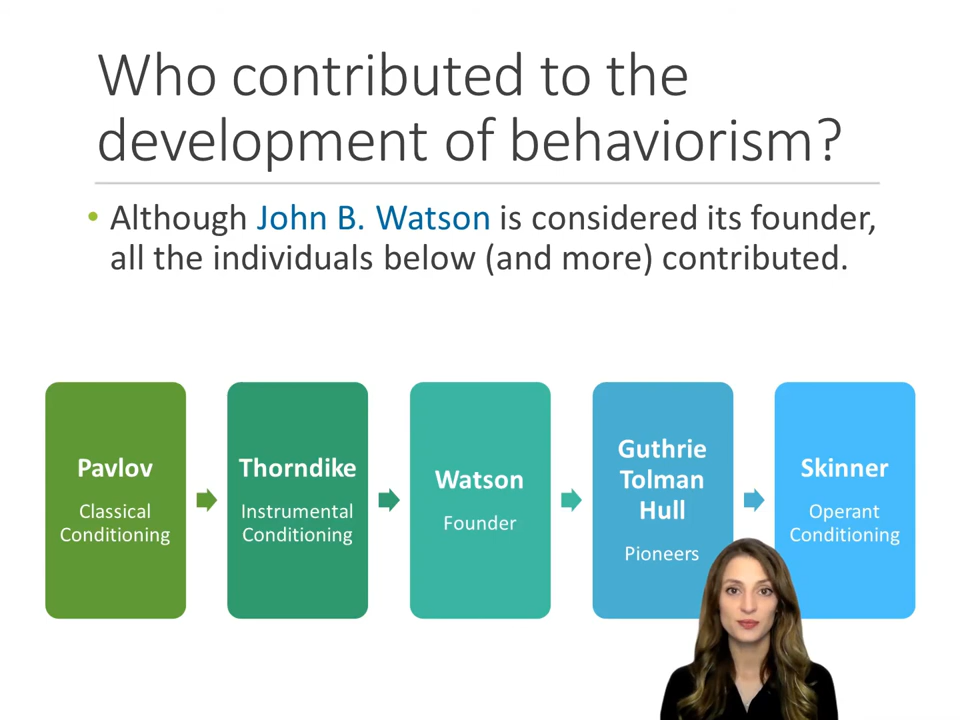 Who contributed to the
development of behaviorism?
• Although John B. Watson is considered its founder,
all the individuals below (and more) contributed.
Pavlov
Classical
Conditioning
Thorndike
Instrumental
Conditioning
Watson
Founder
Guthrie
Tolman
Hull
Pioneers
Skinner
Operant
Conditioning